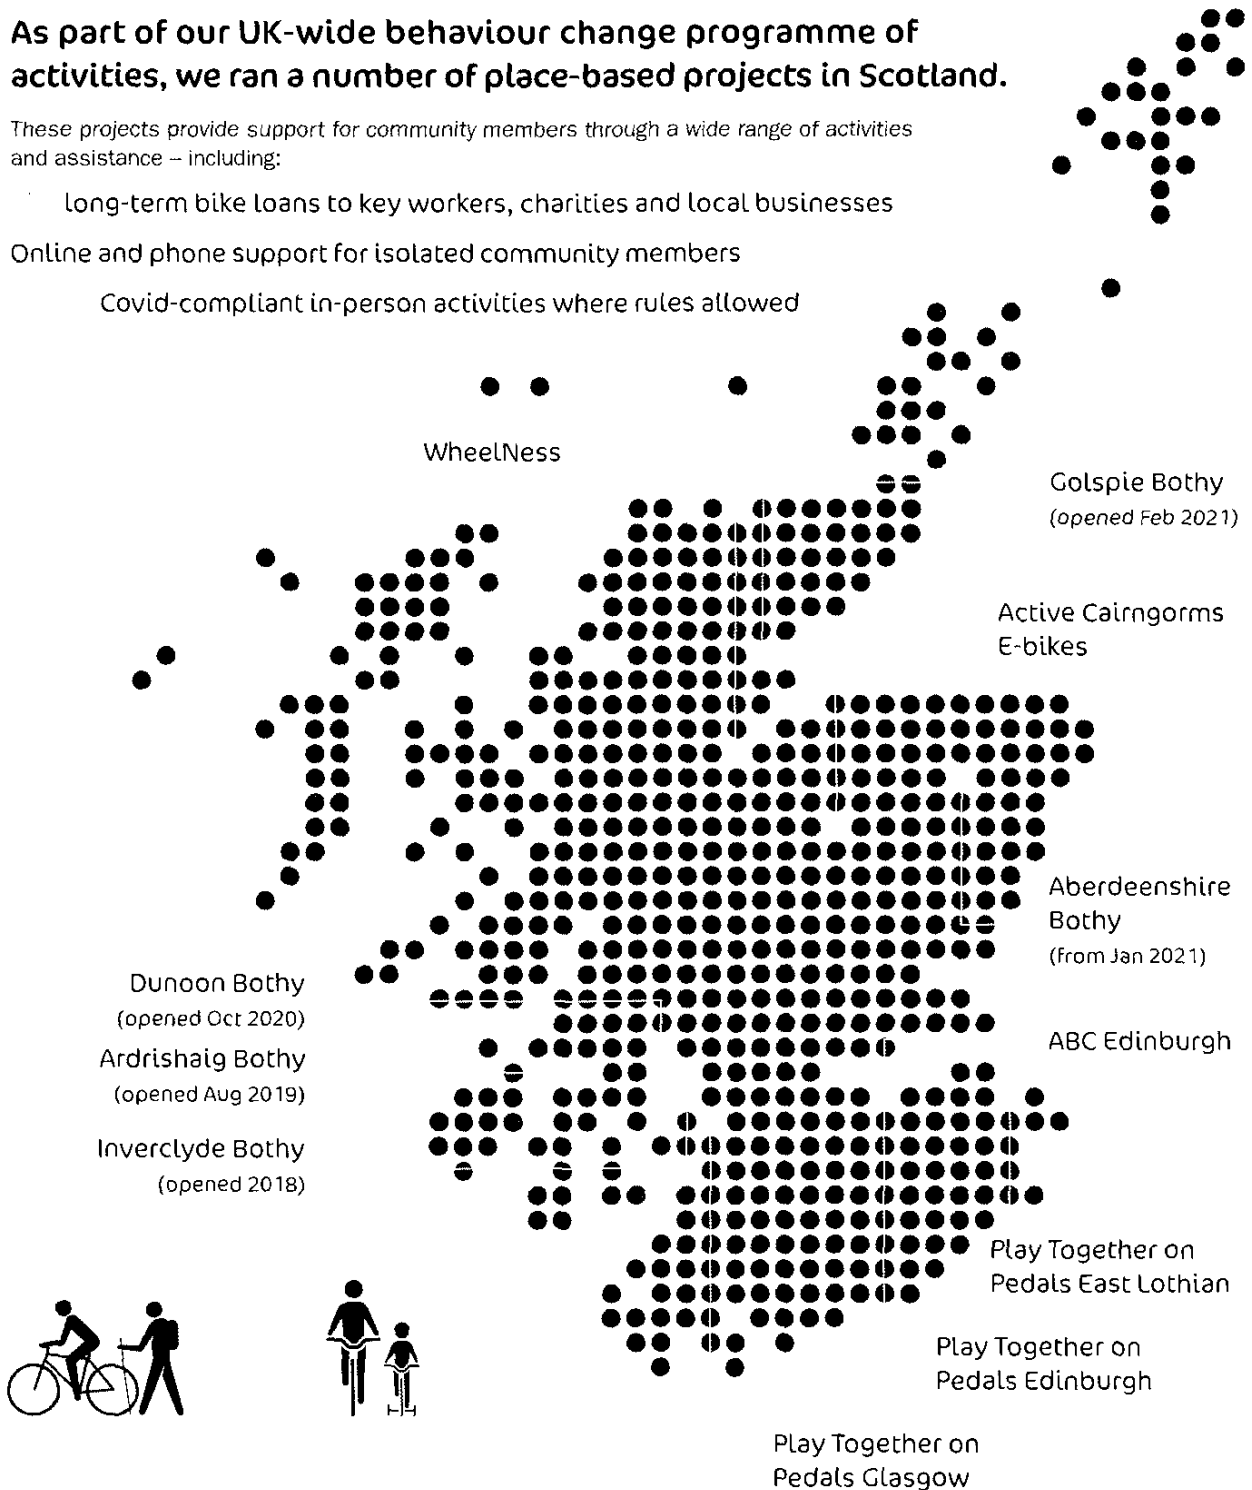 As part of our UK-wide behaviour change programme of
activities, we ran a number of place-based projects in Scotland.
These projects provide support for community members through a wide range of activities
and assistance – including:
long-term bike loans to key workers, charities and local businesses
Online and phone support for isolated community members
Covid-compliant in-person activities where rules allowed
WheelNess
Golspie Bothy
(opened Feb 2021)
Active Cairngorms
E-bikes
Aberdeenshire
Bothy
(from Jan 2021)
Dunoon Bothy
(opened Oct 2020)
ABC Edinburgh
Ardrishaig Bothy
(opened Aug 2019)
Inverclyde Bothy
(opened 2018)
Play Together on
Pedals East Lothian
Play Together on
Pedals Edinburgh
Play Together on
Pedals Glasgow